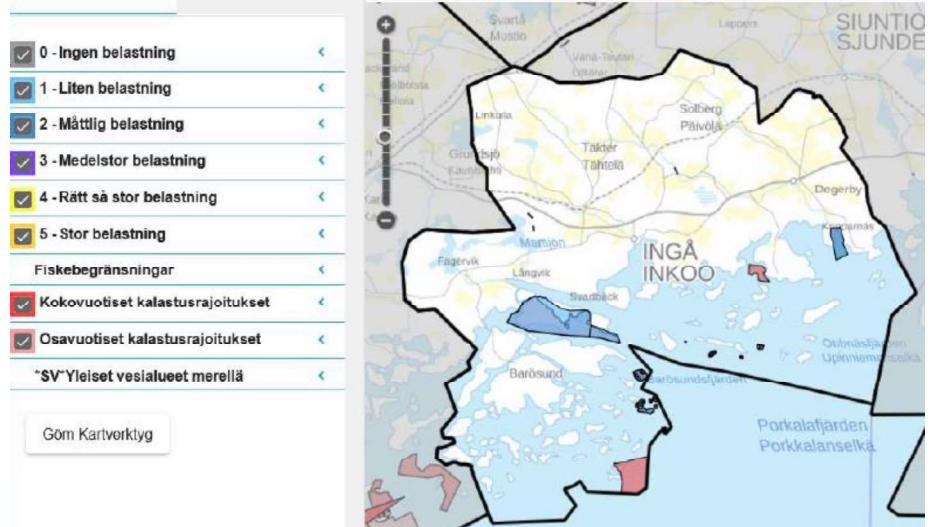 0 - Ingen belastning
1 - Liten belastning
2 - Måttlig belastning
3 - Medelstor belastning
4 - Rätt så stor belastning
5 - Stor belastning
Fiskebegränsningar
Kokovuotiset kalastusrajoitukset
Osavuotiset kalastusrajoitukset
*SV*Yleiset vesialueet merellä
Göm Kartverktyg
Svartå
Mustio
Lappers
SIUNTIO
SJUNDE
Linkulla
Solberg
Päivölä
Täkter
Tähtelä
Degerby
INGÅ
INKOO
Marsjön
Fagervik
Långvik
Svartbäck
Barösund
Barösundsfjärden
Porkalafjärden
Porkkalanselkä